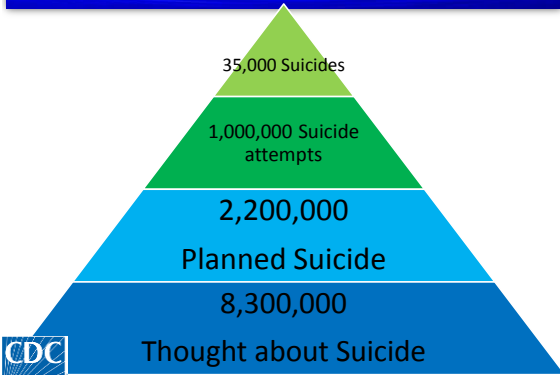 35,000 Suicides
1,000,000 Suicide
attempts
2,200,000
Planned Suicide
8,300,000
Thought about Suicide
CDC